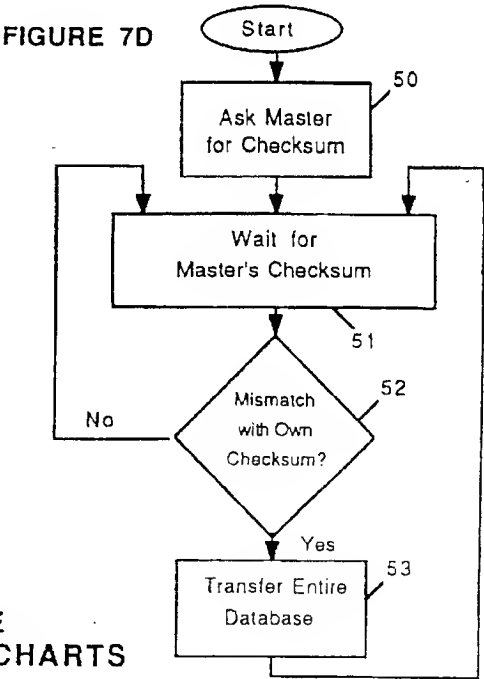 FIGURE 7D
Start
50
Ask Master
for Checksum
Wait for
Master's Checksum
51
52
Mismatch
with Own
Checksum?
No
Yes
53
Transfer Entire
Database
CHARTS